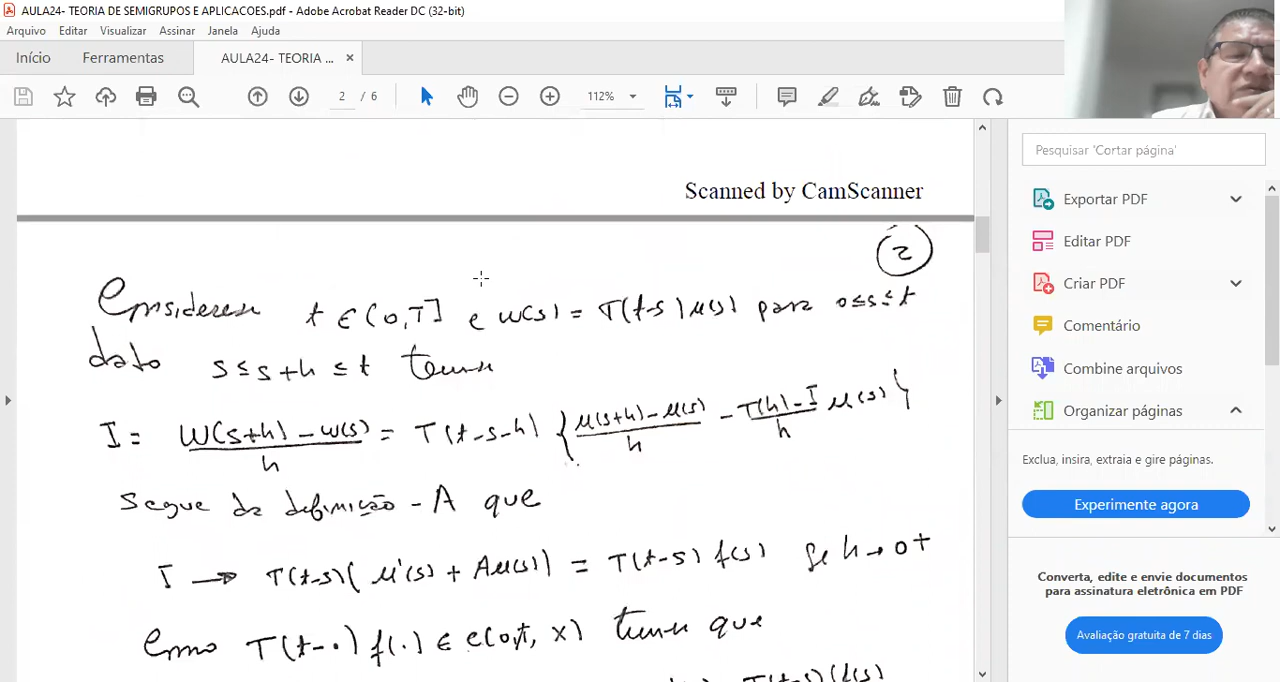 AULA24- TEORIA DE SEMIGRUPOS E APLICACOES.pdf - Adobe Acrobat Reader DC (32-bit)
Arquivo Editar Visualizar Assinar Janela Ajuda
Início Ferramentas AULA24- TEORIA ... ×
2 / 6 112%
Scanned by CamScanner
2
Consideren t ∈ (0,T] e w(s) = T(t-s)u(s) para 0≤s≤t
dato s ≤ s+h ≤ t temos
I = W(s+h) - w(s) / h = T(t-s-h) { u(s+h) - u(s) / h - T(h) - I / h u(s) }
Segue da definição - A que
I → T(t-s)( u'(s) + Au(s) ) = T(t-s) f(s) se h → 0+
Como T(t-·) f(·) ∈ C(0,t, X) temos que
T(t-s)(f(s)
Pesquisar 'Cortar página'
Exportar PDF
Editar PDF
Criar PDF
Comentário
Combine arquivos
Organizar páginas
Exclua, insira, extraia e gire páginas.
Experimente agora
Converta, edite e envie documentos
para assinatura eletrônica em PDF
Avaliação gratuita de 7 dias